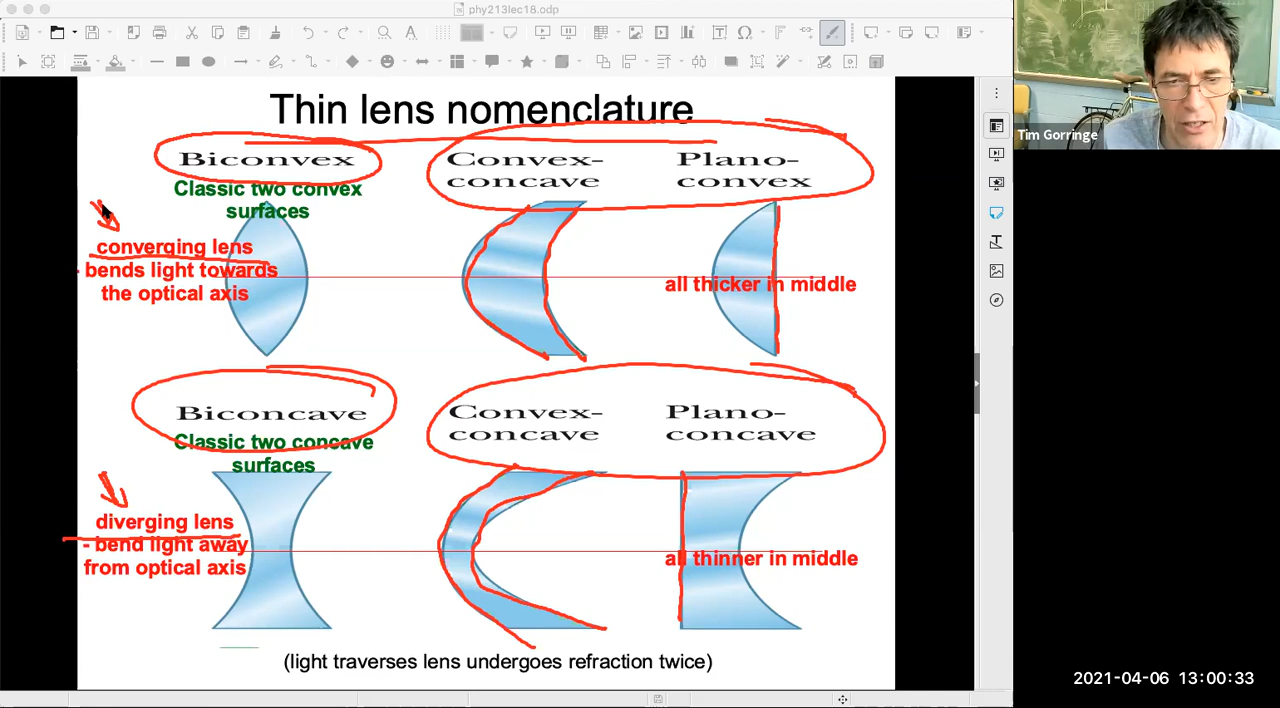 phy213lec18.odp
Thin lens nomenclature
Biconvex
Convex-
concave
Plano-
convex
Classic two convex
surfaces
converging lens
- bends light towards
the optical axis
all thicker in middle
Biconcave
Convex-
concave
Plano-
concave
Classic two concave
surfaces
diverging lens
- bend light away
from optical axis
all thinner in middle
(light traverses lens undergoes refraction twice)
Tim Gorringe
2021-04-06 13:00:33